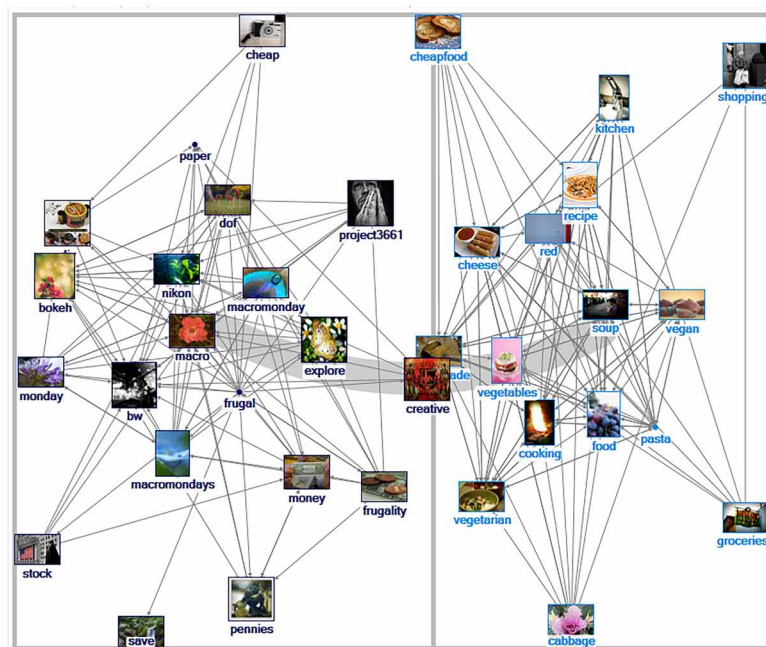 cheap
cheapfood
shopping
kitchen
paper
dof
project3661
recipe
cheese
red
bokeh
nikon
macromonday
soup
vegan
macro
explore
monday
bw
frugal
creative
vegetables
cooking
food
pasta
macromondays
money
frugality
vegetarian
groceries
stock
pennies
save
cabbage